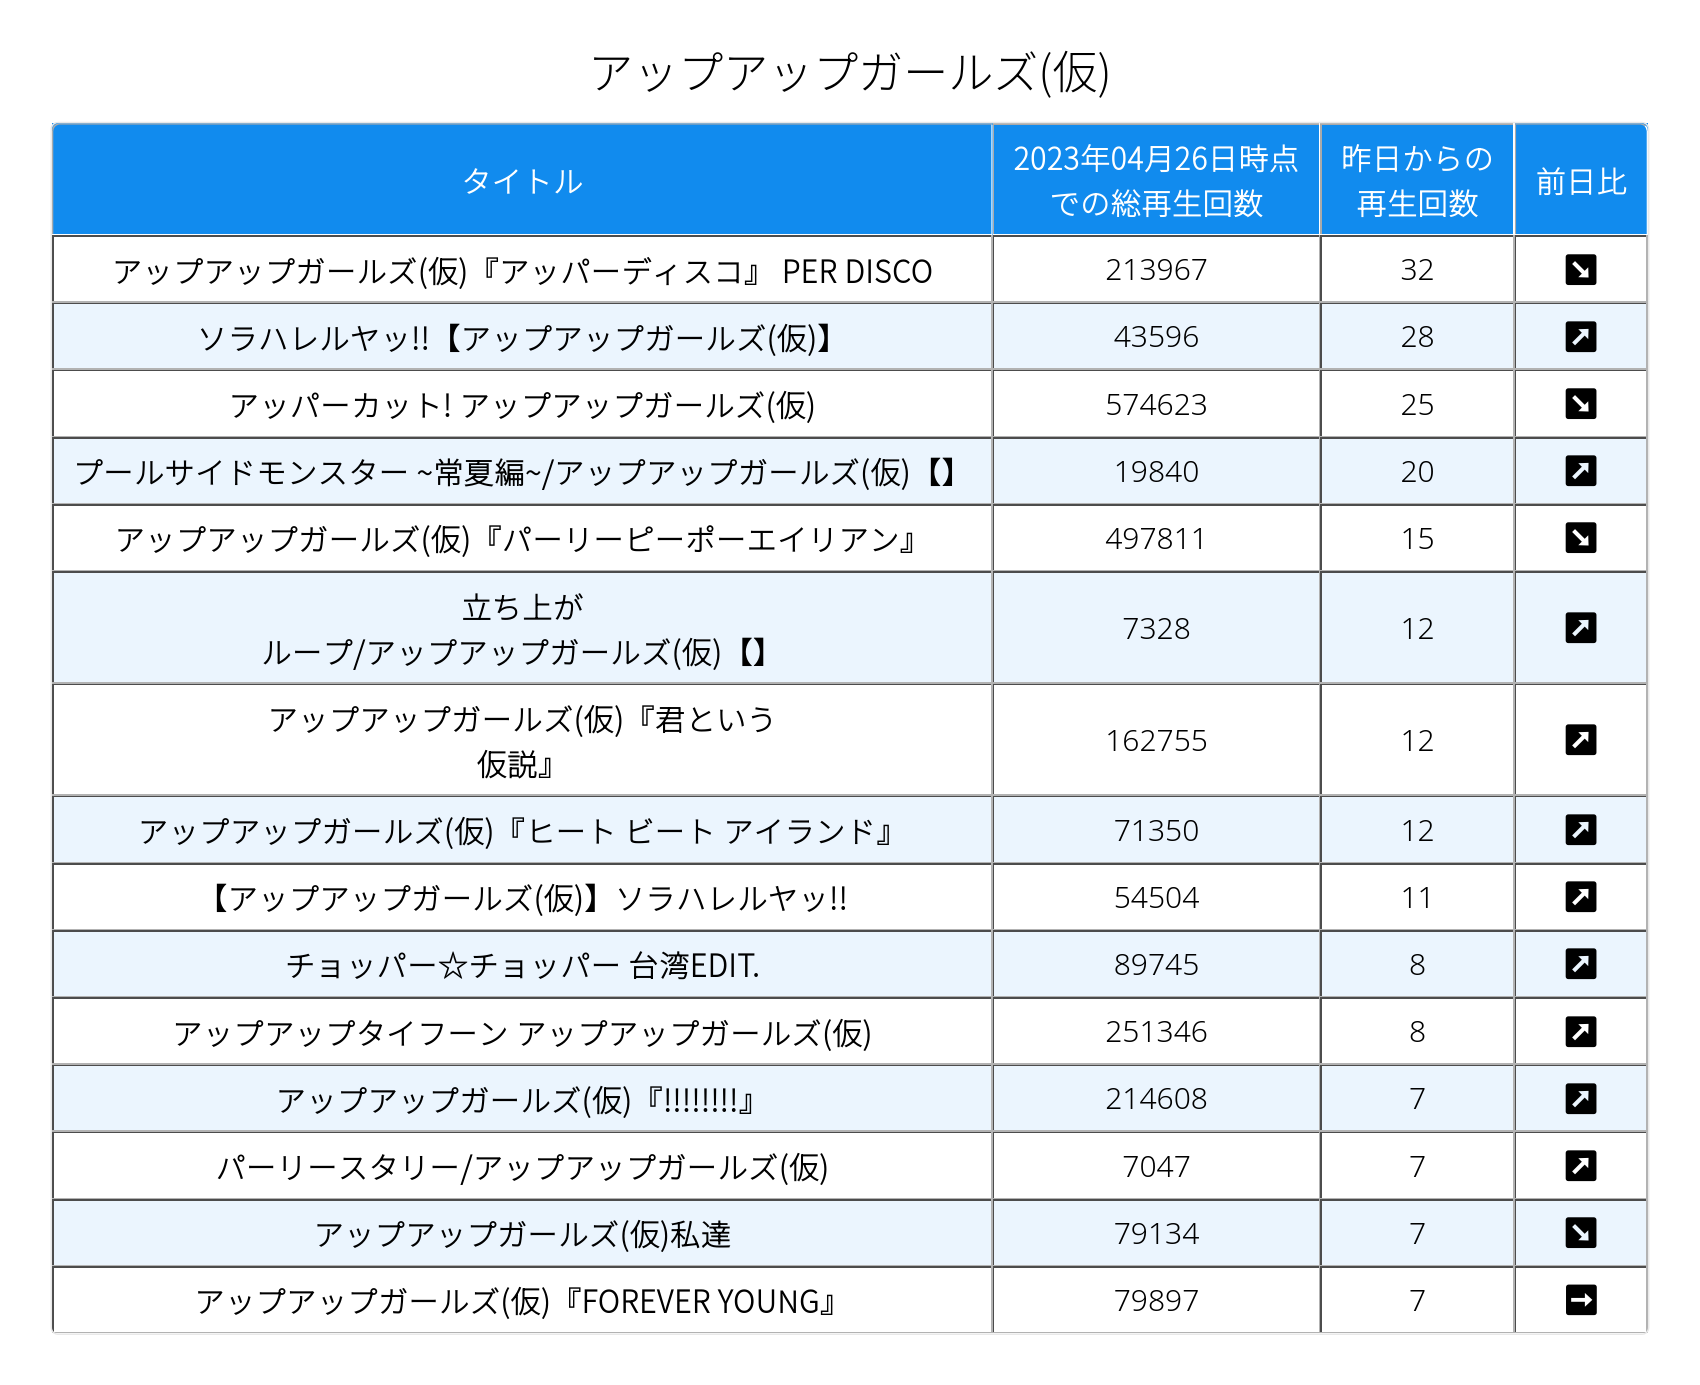 アップアップガールズ(仮)
タイトル
2023年04月26日時点
での総再生回数
昨日からの
再生回数
前日比
アップアップガールズ(仮)『アッパーディスコ』 PER DISCO 213967 32
ソラハレルヤッ!!【アップアップガールズ(仮)】 43596 28
アッパーカット! アップアップガールズ(仮) 574623 25
プールサイドモンスター ~常夏編~/アップアップガールズ(仮)【】 19840 20
アップアップガールズ(仮)『パーリーピーポーエイリアン』 497811 15
立ち上が
ループ/アップアップガールズ(仮)【】 7328 12
アップアップガールズ(仮)『君という
仮説』 162755 12
アップアップガールズ(仮)『ヒート ビート アイランド』 71350 12
【アップアップガールズ(仮)】ソラハレルヤッ!! 54504 11
チョッパー☆チョッパー 台湾EDIT. 89745 8
アップアップタイフーン アップアップガールズ(仮) 251346 8
アップアップガールズ(仮)『!!!!!!!!』 214608 7
パーリースタリー/アップアップガールズ(仮) 7047 7
アップアップガールズ(仮)私達 79134 7
アップアップガールズ(仮)『FOREVER YOUNG』 79897 7